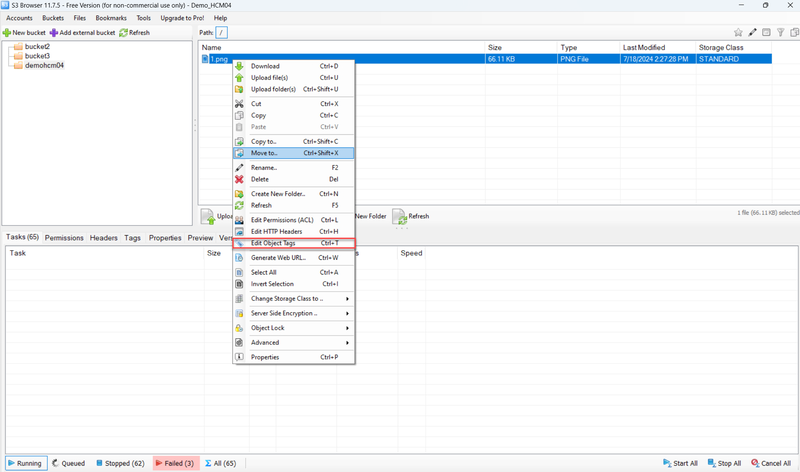 S3 Browser 11.7.5 - Free Version (for non-commercial use only) - Demo_HCM04
Accounts Buckets Files Bookmarks Tools Upgrade to Pro! Help
New bucket Add external bucket Refresh
Path: /
bucket2
bucket3
demohcm04
Name Size Type Last Modified Storage Class
1.png 66.11 KB PNG File 7/18/2024 2:27:28 PM STANDARD
Download Ctrl+D
Upload file(s) Ctrl+U
Upload folder(s) Ctrl+Shift+U
Cut Ctrl+X
Copy Ctrl+C
Paste Ctrl+V
Copy to.. Ctrl+Shift+C
Move to.. Ctrl+Shift+X
Rename.. F2
Delete Del
Create New Folder.. Ctrl+N
Refresh F5
Edit Permissions (ACL) Ctrl+L
Edit HTTP Headers Ctrl+H
Edit Object Tags Ctrl+T
Generate Web URL.. Ctrl+W
Select All Ctrl+A
Invert Selection Ctrl+I
Change Storage Class to ..
Server Side Encryption ..
Object Lock
Advanced
Properties Ctrl+P
Uploa New Folder Refresh
1 file (66.11 KB) selected
Tasks (65) Permissions Headers Tags Properties Preview Ver
Task Size s Speed
Running Queued Stopped (62) Failed (3) All (65)
Start All Stop All Cancel All